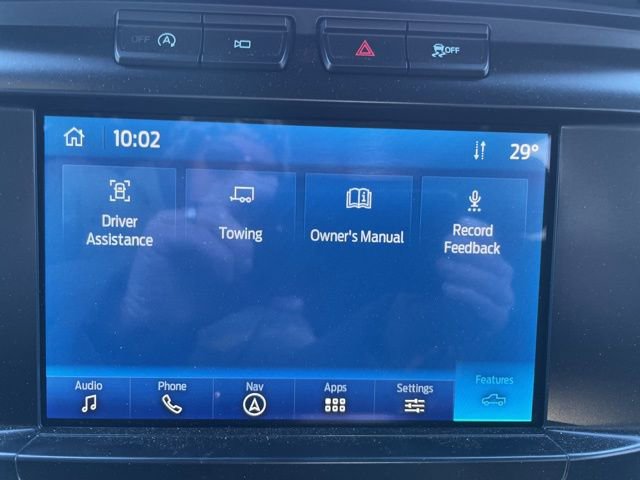 OFF
OFF
10:02
29°
Driver
Assistance
Towing
Owner's Manual
Record
Feedback
Audio
Phone
Nav
Apps
Settings
Features